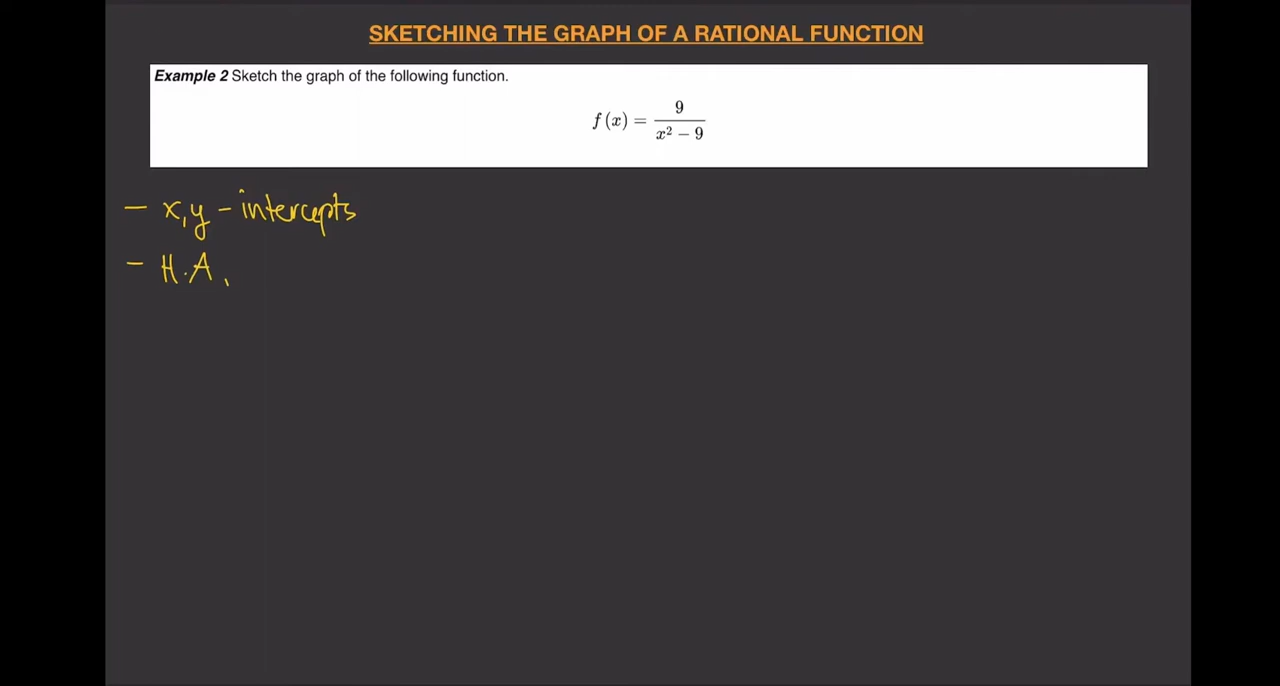 SKETCHING THE GRAPH OF A RATIONAL FUNCTION
Example 2 Sketch the graph of the following function.
f(x) = 9/(x² − 9)
- x,y - intercepts
- H.A.